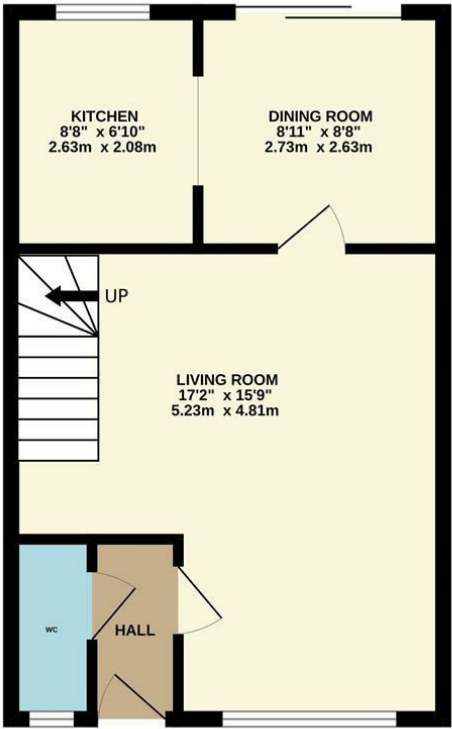 KITCHEN
8'8" x 6'10"
2.63m x 2.08m
DINING ROOM
8'11" x 8'8"
2.73m x 2.63m
UP
LIVING ROOM
17'2" x 15'9"
5.23m x 4.81m
WC
HALL